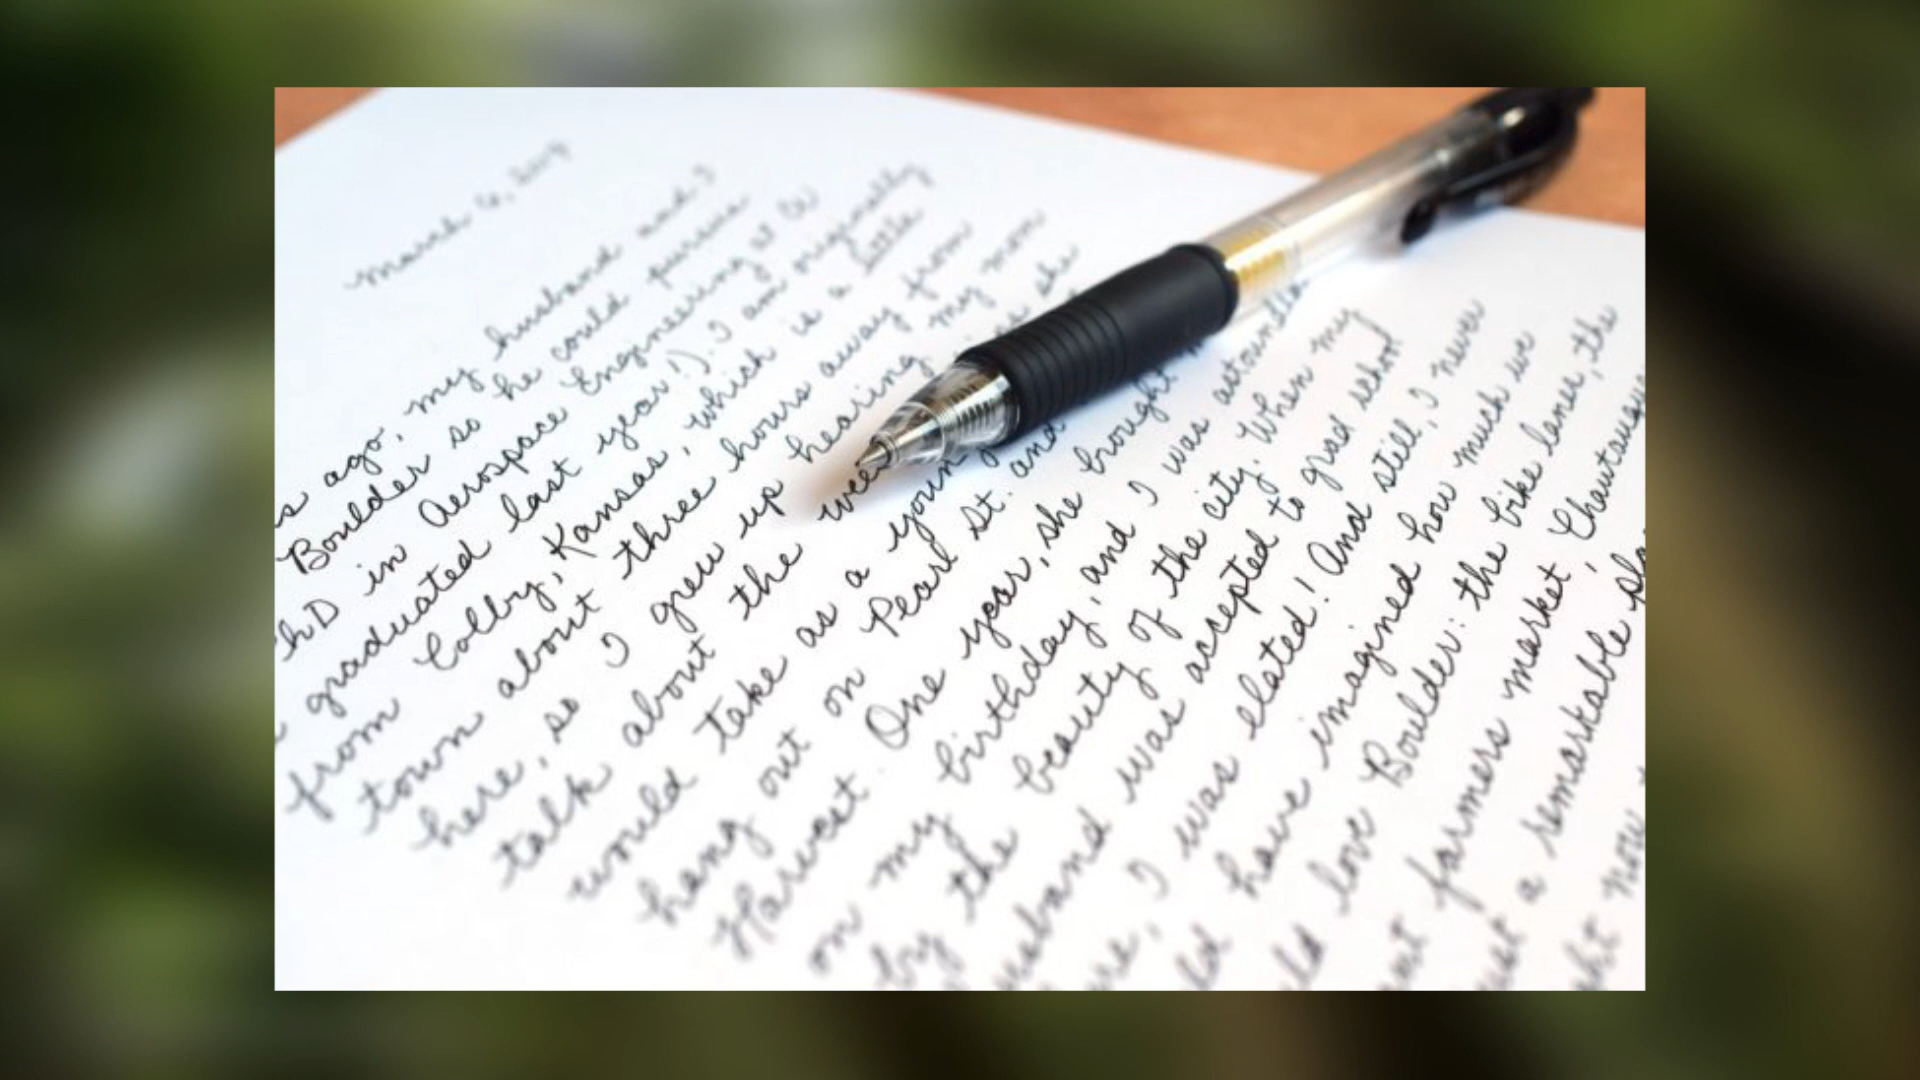 March 6,
s ago, my husband and I
Boulder so he could pursue
PhD in Aerospace Engineering at CU
graduated last year!). I am originally
from Colby, Kansas, which is a little
town about three hours away from
here, so I grew up hearing my mom
talk about the she
would take as a young
hang out on Pearl St. and
Harvest. One year, she brought
on my birthday, and I was
by the beauty of the city. When my
husband was accepted to grad school
I was elated! And still, I never
have imagined how much we
love Boulder: the bike lanes, the
farmers market, Chautauqua
a remarkable
now